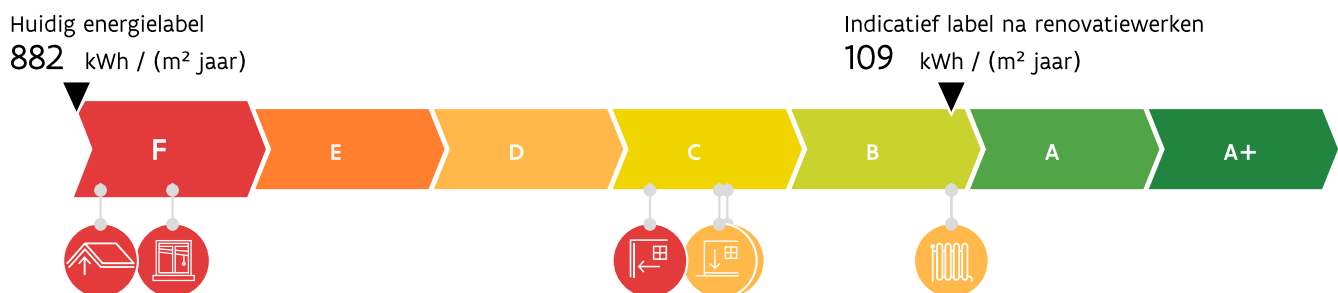 Huidig energielabel
882 kWh / (m² jaar)
Indicatief label na renovatiewerken
109 kWh / (m² jaar)
F E D C B A A+